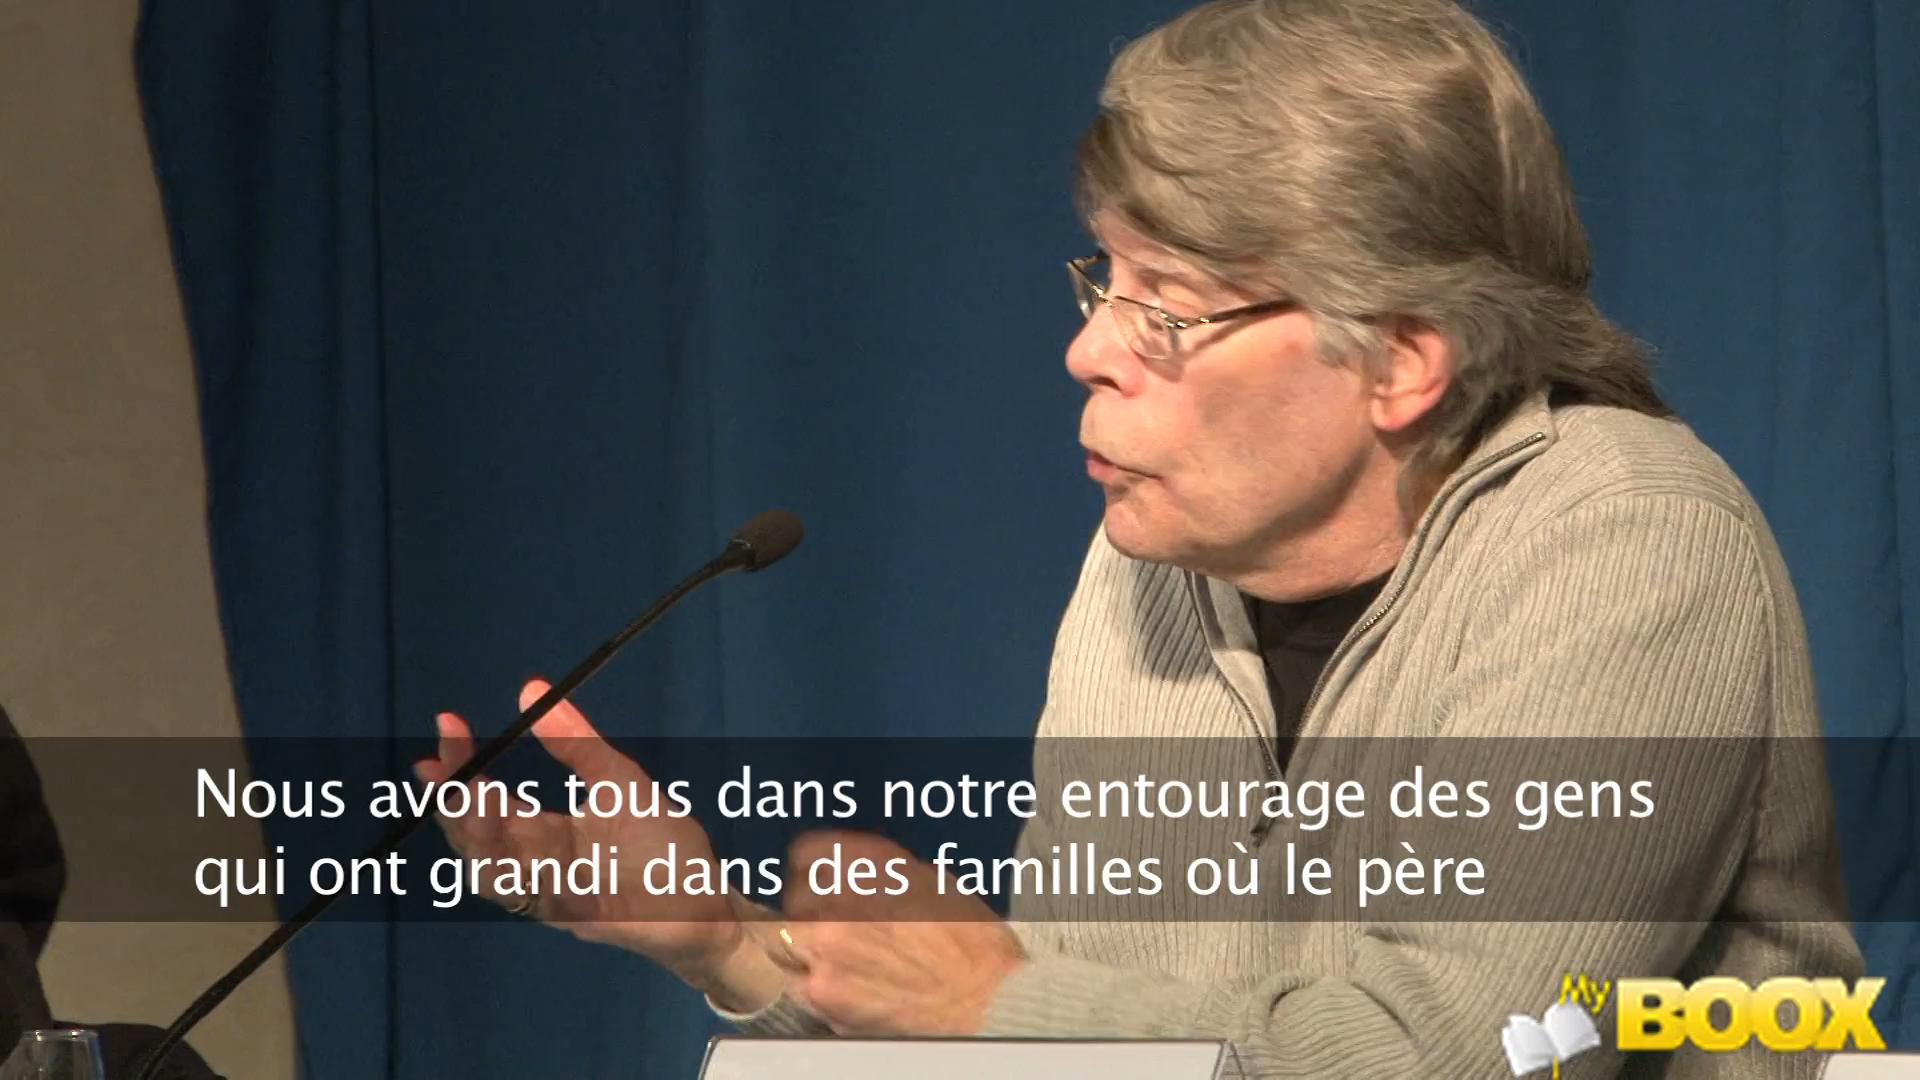 Nous avons tous dans notre entourage des gens
qui ont grandi dans des familles où le père
My BOOX